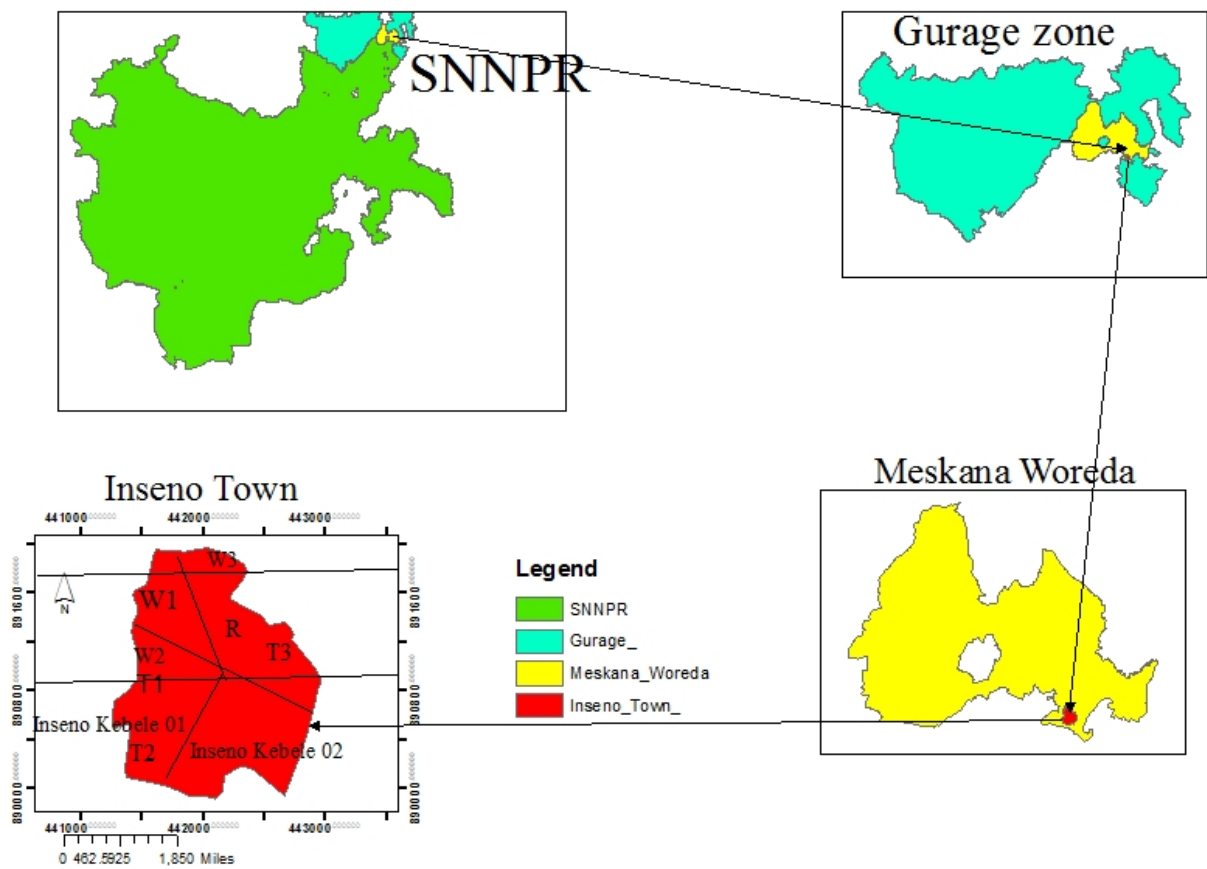 SNNPR
Gurage zone
Meskana Woreda
Inseno Town
441000 442000 443000
891600 890800 890000
891600 890800 890000
W3
W1
R
T3
W2
T1
Inseno Kebele 01
Inseno Kebele 02
T2
N
441000 442000 443000
0 462.5925 1,850 Miles
Legend
SNNPR
Gurage_
Meskana_Woreda
Inseno_Town_